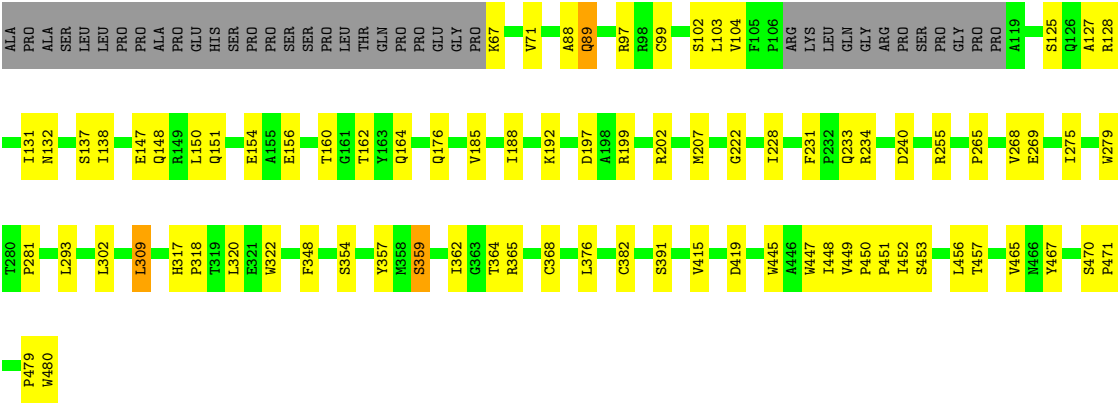 ALA PRO ALA SER LEU LEU PRO PRO ALA PRO GLU HIS SER PRO PRO SER SER PRO LEU THR GLN PRO PRO GLU GLY PRO K67 V71 A88 Q89 R97 R98 C99 S102 L103 V104 F105 P106 ARG LYS LEU GLN GLY ARG PRO SER PRO GLY PRO PRO A119 S125 Q126 A127 R128
I131 N132 S137 I138 E147 Q148 R149 L150 Q151 E154 A155 E156 T160 G161 T162 Y163 Q164 Q176 V185 I188 K192 D197 A198 R199 R202 M207 G222 I228 F231 P232 Q233 R234 D240 R255 P265 V268 E269 I275 W279
T280 P281 L293 L302 L309 H317 P318 T319 L320 E321 W322 F348 S354 Y357 M358 S359 I362 G363 T364 R365 C368 L376 C382 S391 V415 D419 W445 A446 W447 I448 V449 P450 P451 I452 S453 L456 T457 V465 N466 Y467 S470 P471
P479 W480